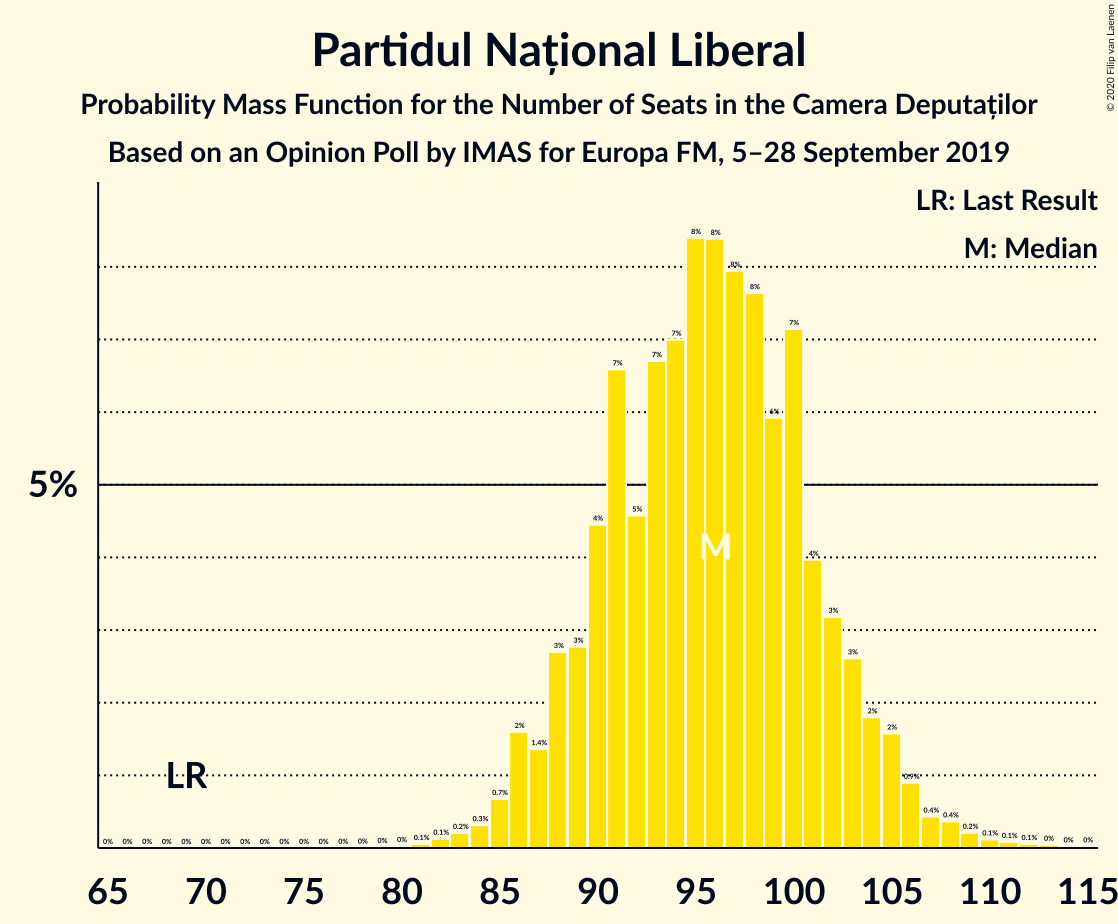 Partidul Național Liberal
Probability Mass Function for the Number of Seats in the Camera Deputaților
Based on an Opinion Poll by IMAS for Europa FM, 5–28 September 2019
© 2020 Filip van Laenen
LR: Last Result
M: Median
5%
LR
M
0% 0% 0% 0% 0% 0% 0% 0% 0% 0% 0% 0% 0% 0% 0% 0% 0.1% 0.1% 0.2% 0.3% 0.7% 2% 1.4% 3% 3% 4% 7% 5% 7% 7% 8% 8% 8% 8% 6% 7% 4% 3% 3% 2% 2% 0.9% 0.4% 0.4% 0.2% 0.1% 0.1% 0.1% 0% 0% 0%
65 70 75 80 85 90 95 100 105 110 115